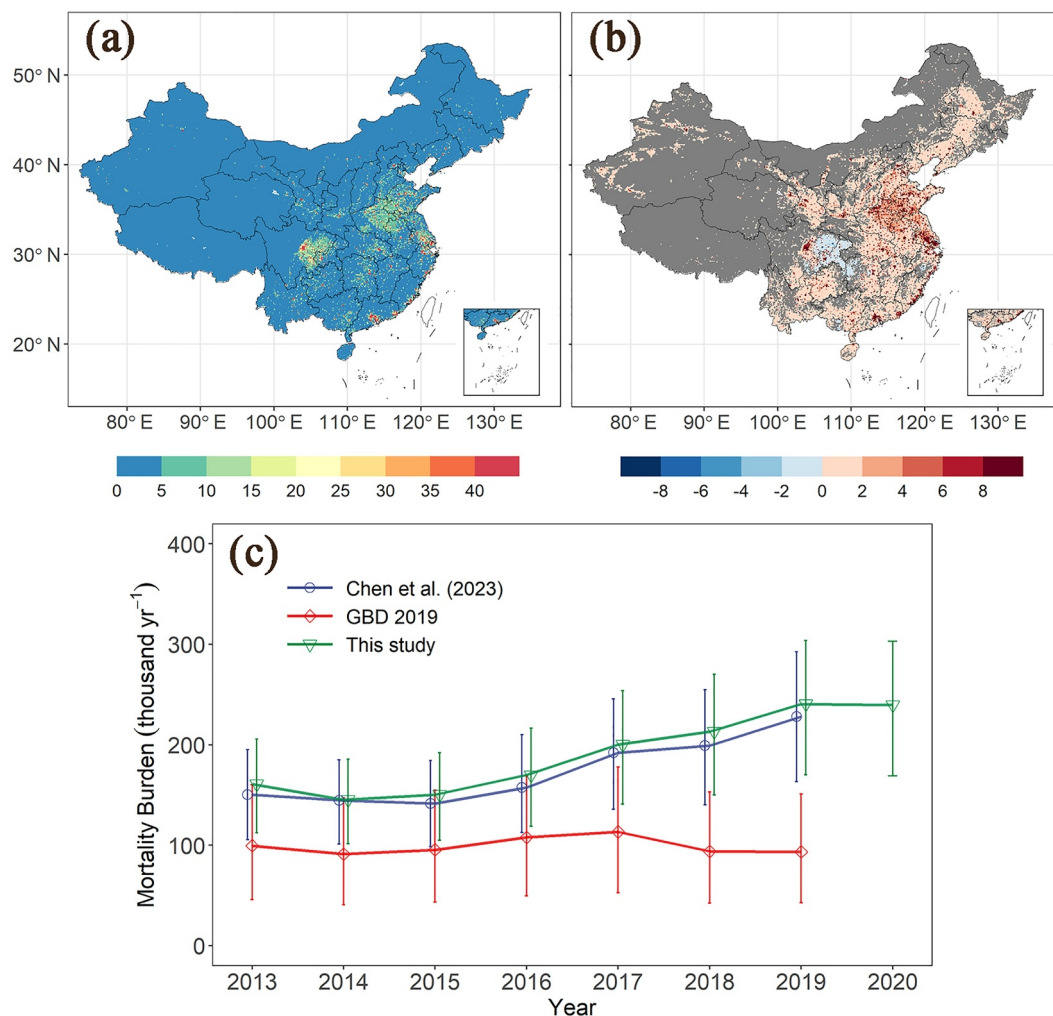 (a)
(b)
50° N
40° N
30° N
20° N
80° E 90° E 100° E 110° E 120° E 130° E
80° E 90° E 100° E 110° E 120° E 130° E
0 5 10 15 20 25 30 35 40
-8 -6 -4 -2 0 2 4 6 8
(c)
Mortality Burden (thousand yr⁻¹)
400
300
200
100
0
Chen et al. (2023)
GBD 2019
This study
2013 2014 2015 2016 2017 2018 2019 2020
Year